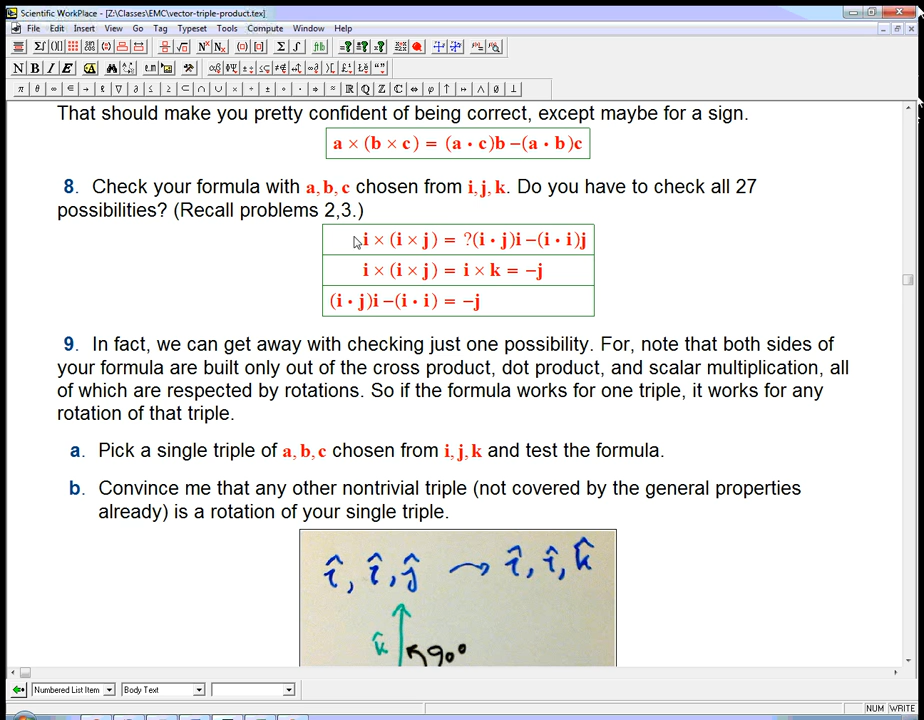 Scientific WorkPlace - [Z:\Classes\EMC\vector-triple-product.tex]
File Edit Insert View Go Tag Typeset Tools Compute Window Help
N B I E
π θ ∞ ∈ → ℓ ∇ ∂ ≤ ≥ ⊂ ∩ ∪ × ÷ ± ∘ · ⇒ ≈ ℝ ℚ ℤ ℂ ⇔ φ ↑ ↦ ∧ ∅ ⊥
That should make you pretty confident of being correct, except maybe for a sign.
a × (b × c) = (a · c)b −(a · b)c
8. Check your formula with a, b, c chosen from i, j, k. Do you have to check all 27
possibilities? (Recall problems 2,3.)
i × (i × j) = ?(i · j)i −(i · i)j
i × (i × j) = i × k = −j
(i · j)i −(i · i) = −j
9. In fact, we can get away with checking just one possibility. For, note that both sides of
your formula are built only out of the cross product, dot product, and scalar multiplication, all
of which are respected by rotations. So if the formula works for one triple, it works for any
rotation of that triple.
a. Pick a single triple of a, b, c chosen from i, j, k and test the formula.
b. Convince me that any other nontrivial triple (not covered by the general properties
already) is a rotation of your single triple.
î, î, ĵ → î, î, k̂
k̂ 90°
Numbered List Item Body Text
NUM WRITE